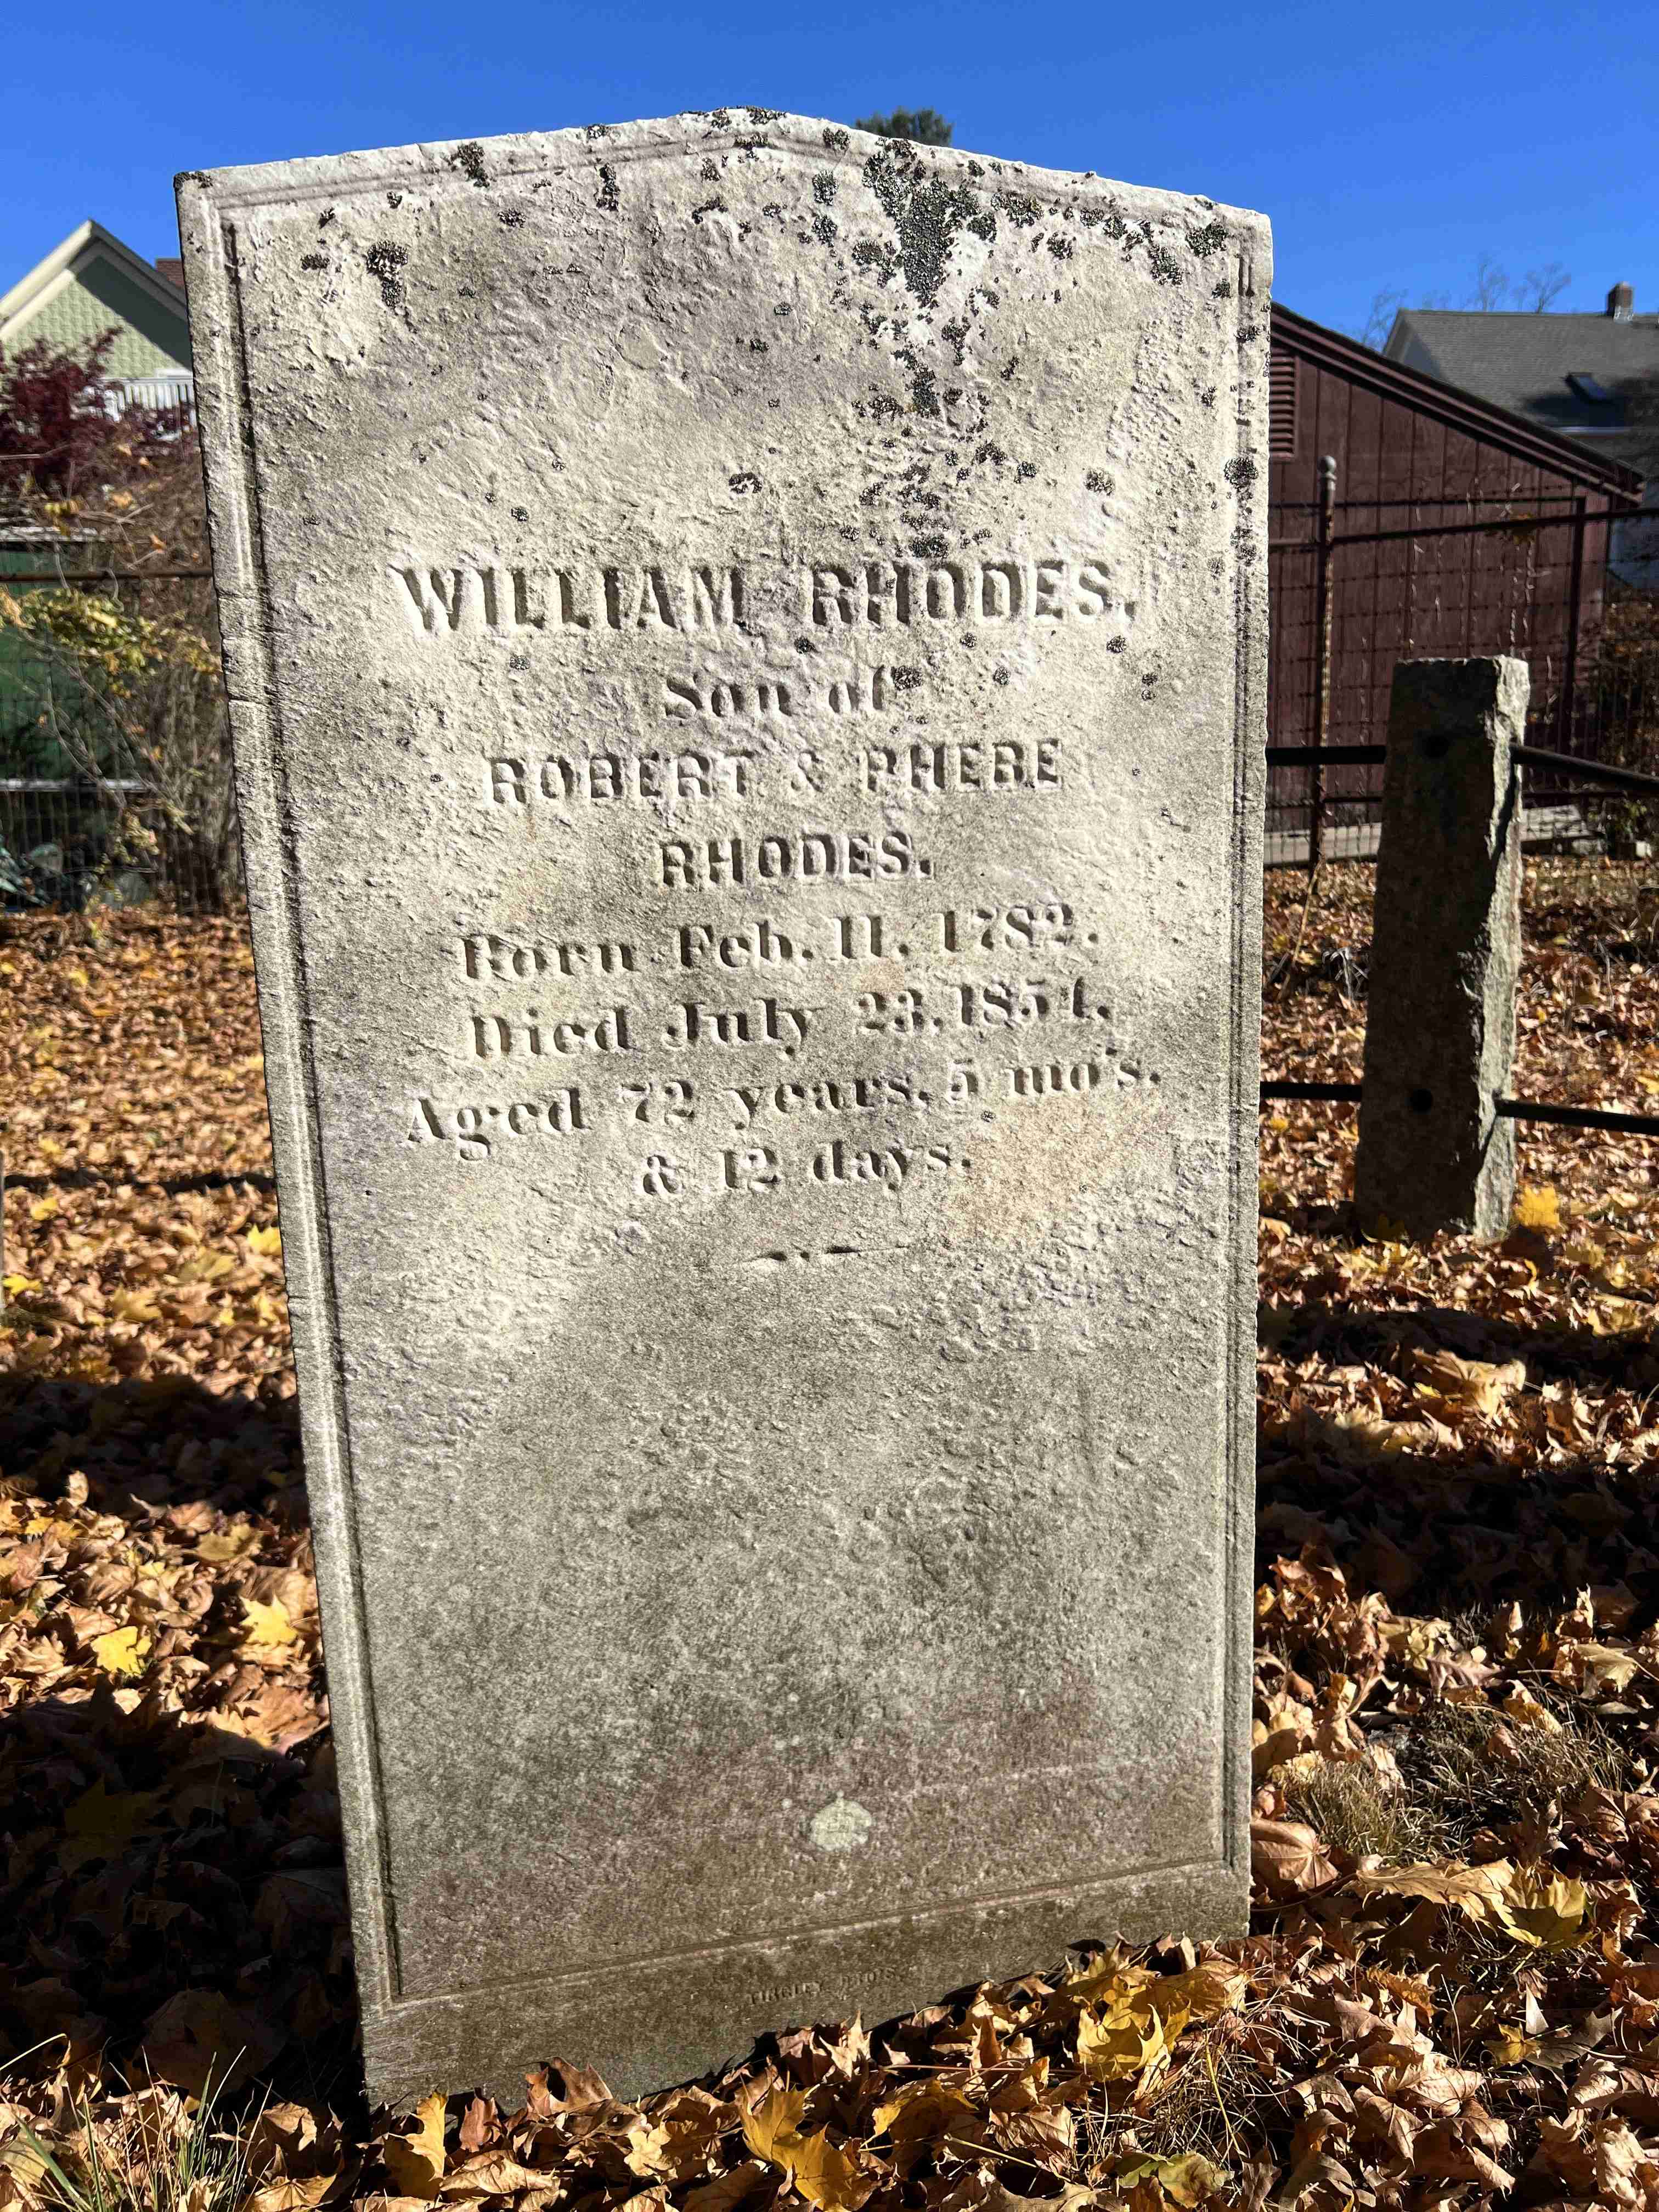 WILLIAM RHODES,
Son of
ROBERT & PHEBE
RHODES.
Born Feb. 11. 1782.
Died July 23, 1854,
Aged 72 years, 5 mo's.
& 12 days.
TINGLEY